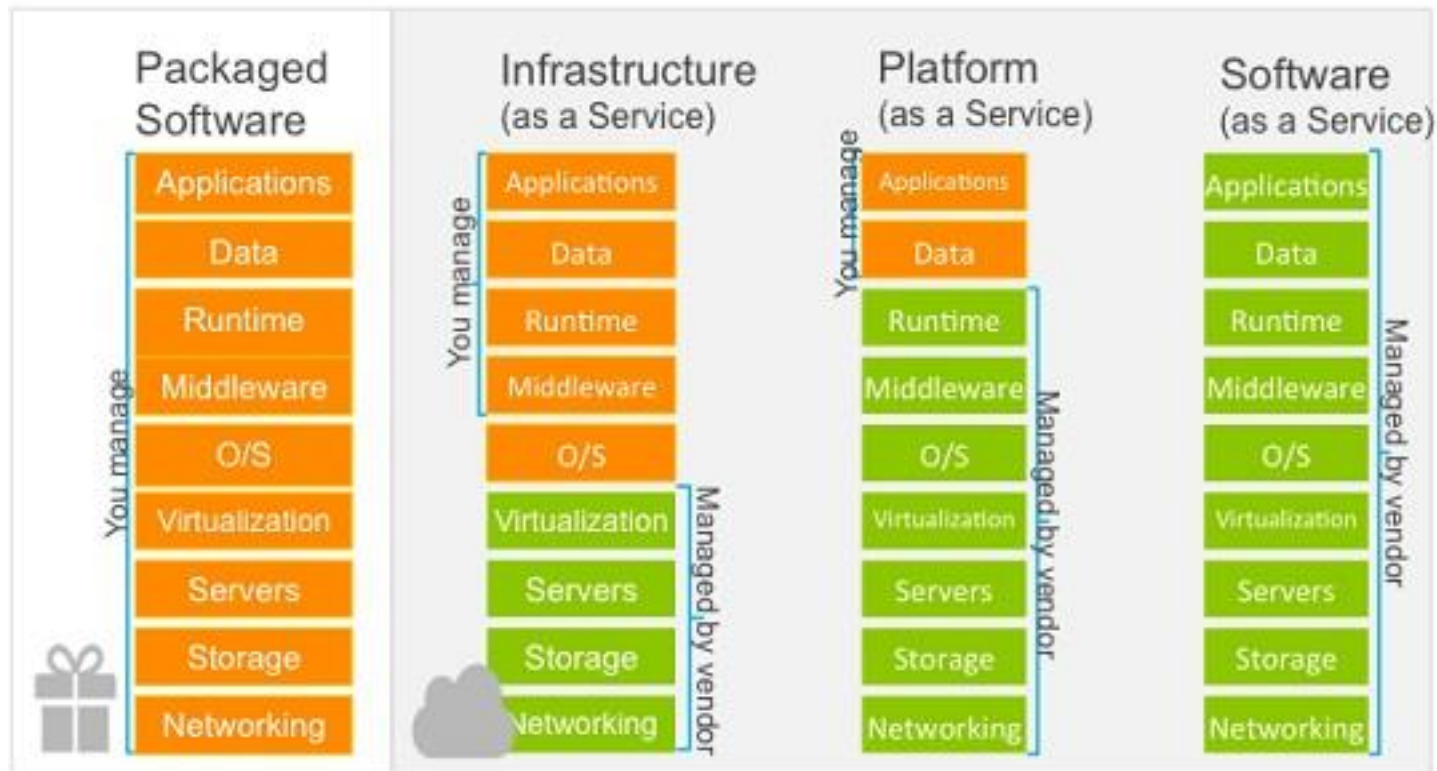 Packaged
Software
Applications
Data
Runtime
Middleware
O/S
Virtualization
Servers
Storage
Networking
You manage
Infrastructure
(as a Service)
Applications
Data
Runtime
Middleware
O/S
Virtualization
Servers
Storage
Networking
You manage
Managed by vendor
Platform
(as a Service)
Applications
Data
Runtime
Middleware
O/S
Virtualization
Servers
Storage
Networking
You manage
Managed by vendor
Software
(as a Service)
Applications
Data
Runtime
Middleware
O/S
Virtualization
Servers
Storage
Networking
Managed by vendor